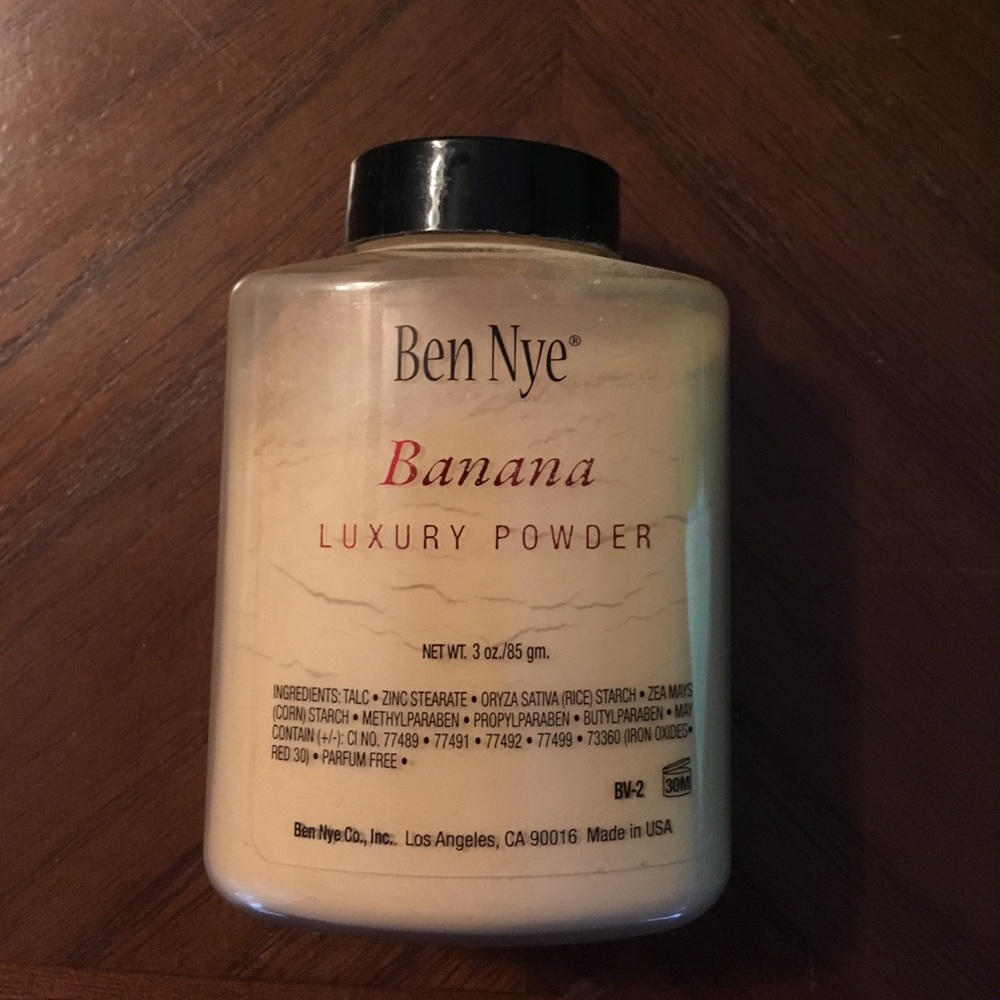 Ben Nye®
Banana
LUXURY POWDER
NET WT. 3 oz./85 gm.
INGREDIENTS: TALC • ZINC STEARATE • ORYZA SATIVA (RICE) STARCH • ZEA MAYS
(CORN) STARCH • METHYLPARABEN • PROPYLPARABEN • BUTYLPARABEN • MAY
CONTAIN (+/-): CI NO. 77489 • 77491 • 77492 • 77499 • 73360 (IRON OXIDES•
RED 30) • PARFUM FREE •
BV-2 30M
Ben Nye Co., Inc.. Los Angeles, CA 90016 Made in USA